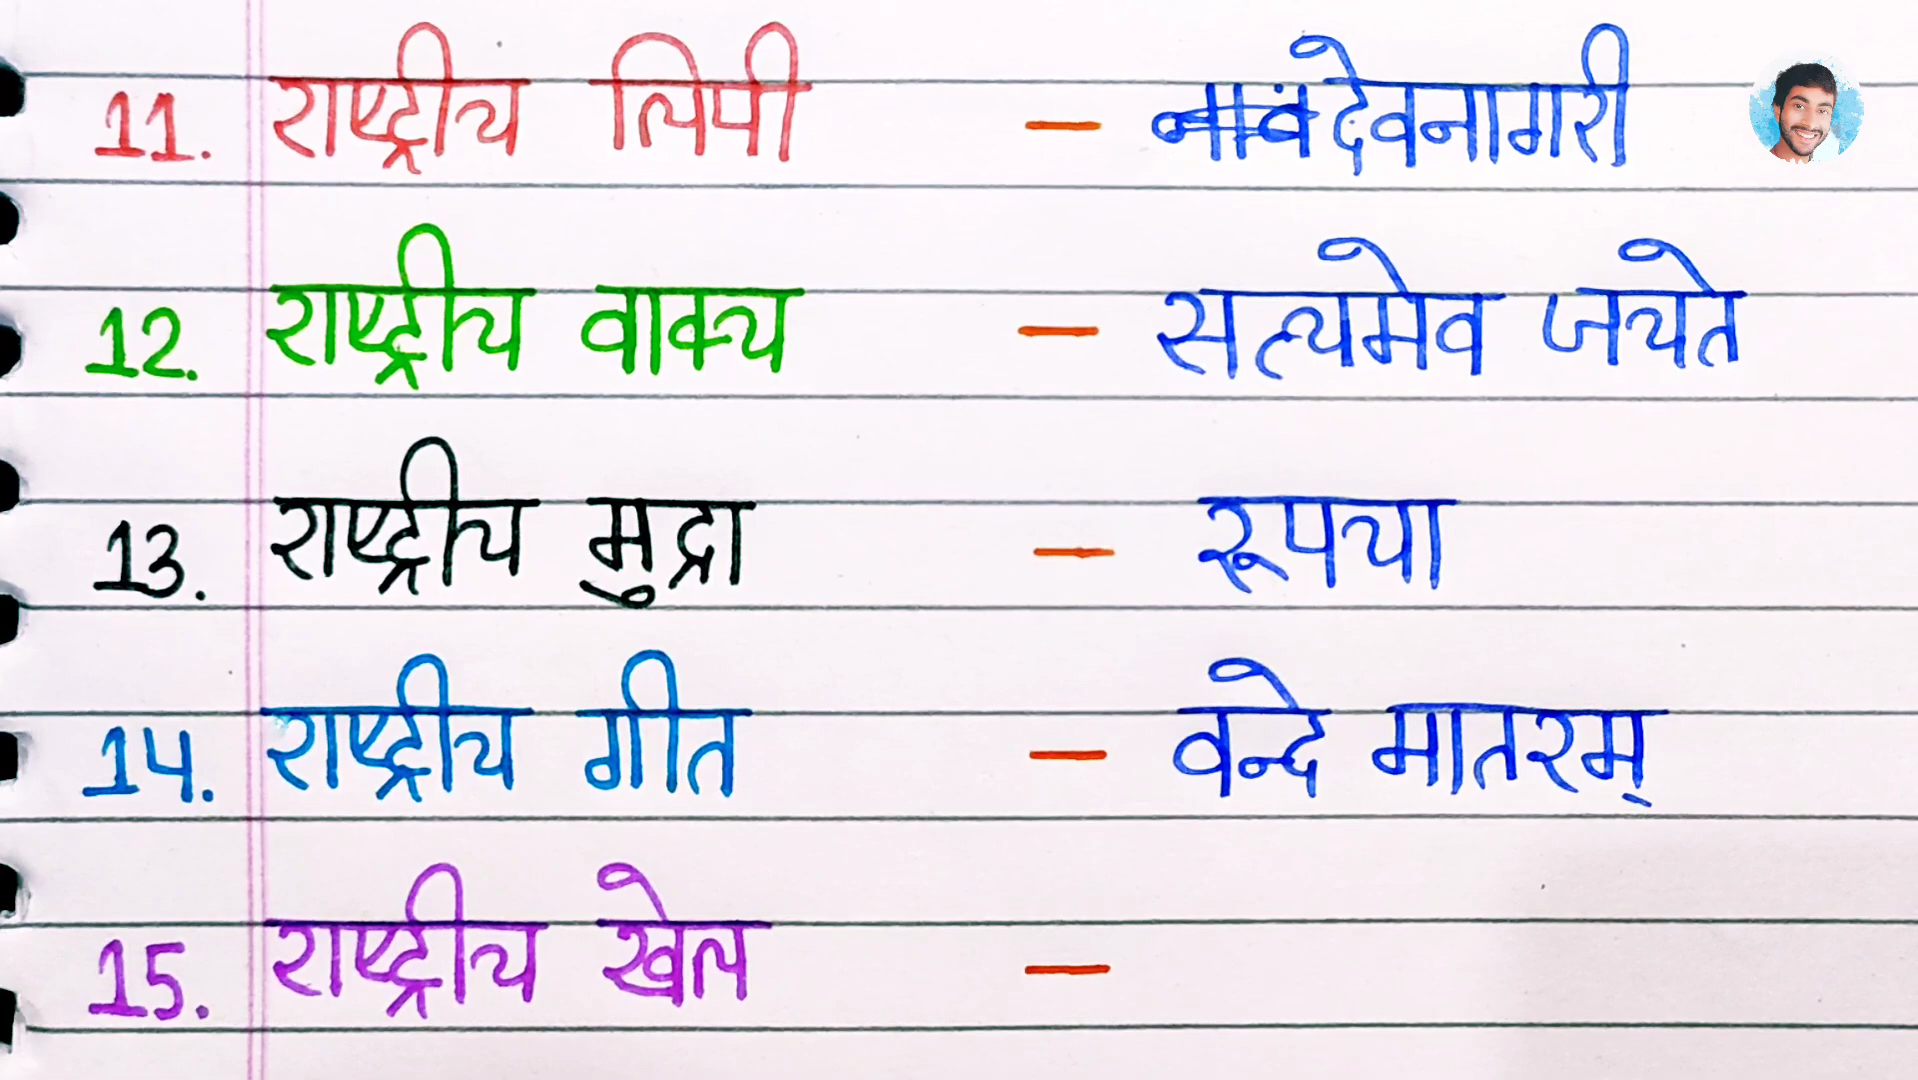 11. राष्ट्रीय लिपी - देवनागरी
12. राष्ट्रीय वाक्य - सत्यमेव जयते
13. राष्ट्रीय मुद्रा - रूपया
14. राष्ट्रीय गीत - वन्दे मातरम्
15. राष्ट्रीय खेल -